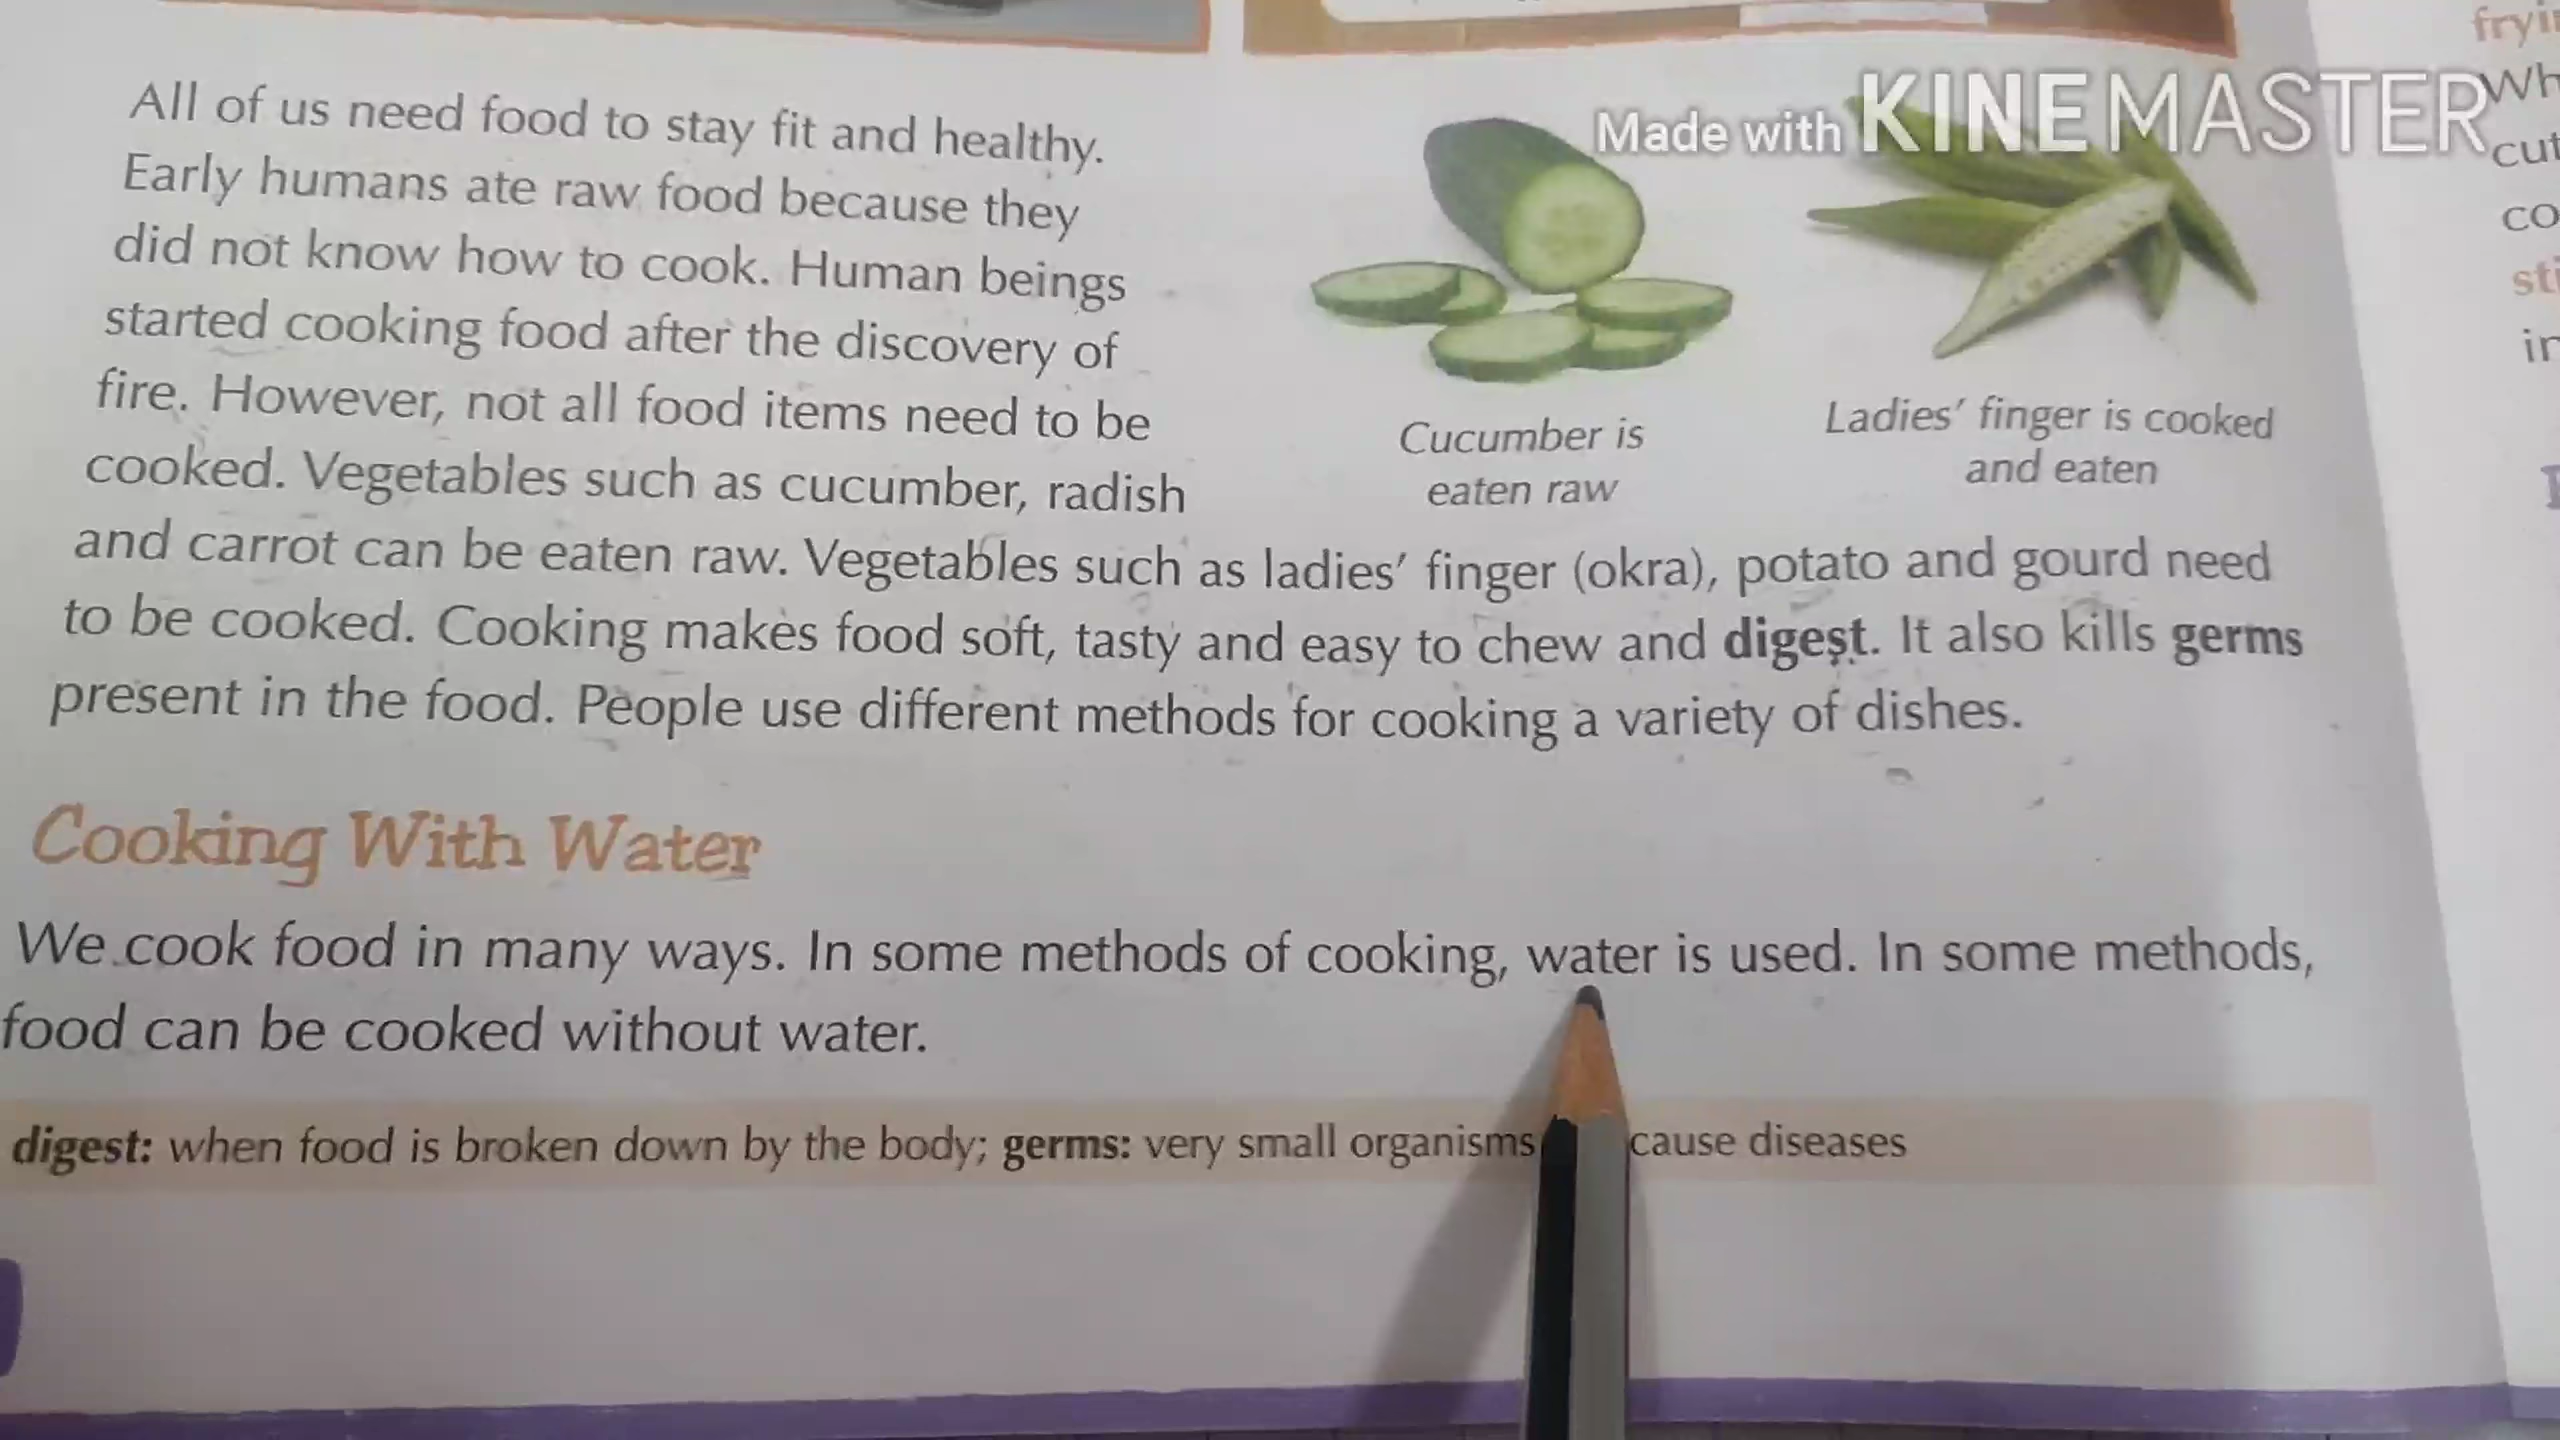 Made with KINEMASTER
All of us need food to stay fit and healthy.
Early humans ate raw food because they
did not know how to cook. Human beings
started cooking food after the discovery of
fire. However, not all food items need to be
cooked. Vegetables such as cucumber, radish
Cucumber is
eaten raw
Ladies' finger is cooked
and eaten
and carrot can be eaten raw. Vegetables such as ladies' finger (okra), potato and gourd need
to be cooked. Cooking makes food soft, tasty and easy to chew and digest. It also kills germs
present in the food. People use different methods for cooking a variety of dishes.
Cooking With Water
We cook food in many ways. In some methods of cooking, water is used. In some methods,
food can be cooked without water.
digest: when food is broken down by the body; germs: very small organisms cause diseases